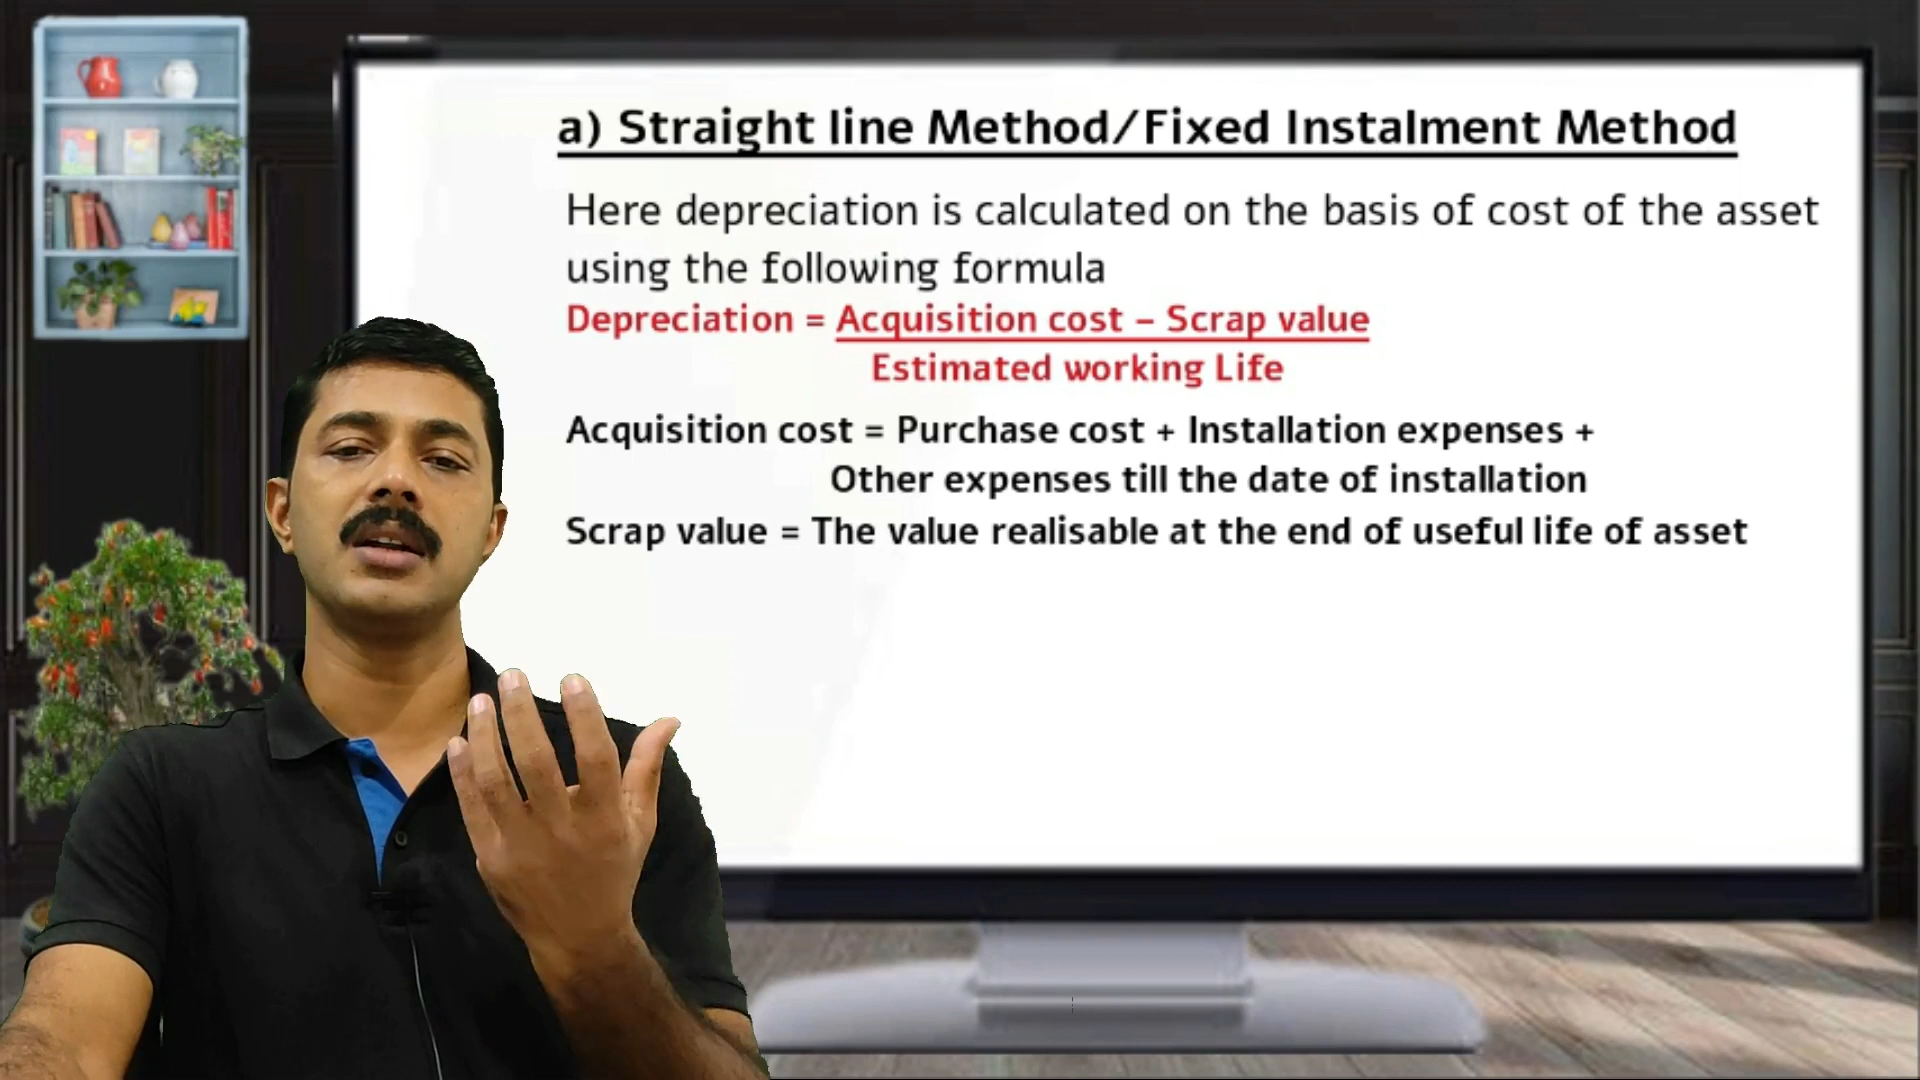 a) Straight line Method/Fixed Instalment Method
Here depreciation is calculated on the basis of cost of the asset
using the following formula
Depreciation = Acquisition cost – Scrap value
Estimated working Life
Acquisition cost = Purchase cost + Installation expenses +
Other expenses till the date of installation
Scrap value = The value realisable at the end of useful life of asset